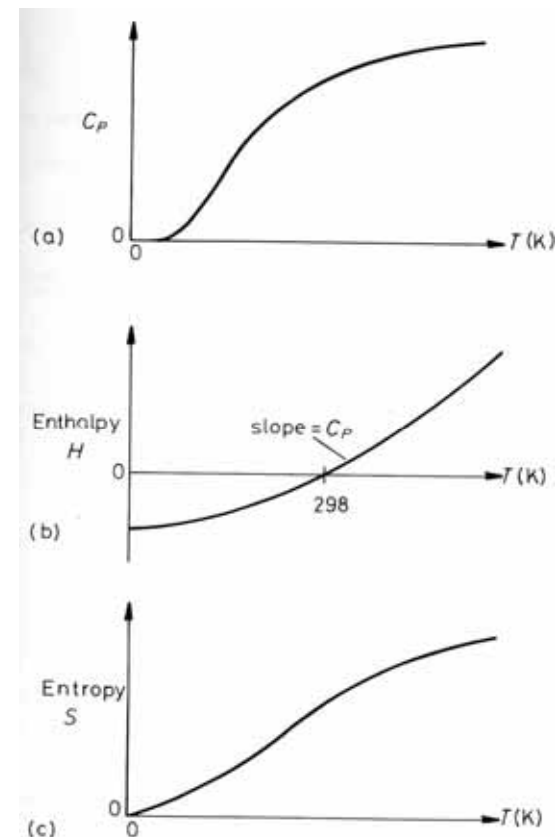 C_P
(a)
0
0
T (K)
Enthalpy
H
slope = C_P
0
T (K)
298
(b)
Entropy
S
0
0
T (K)
(c)